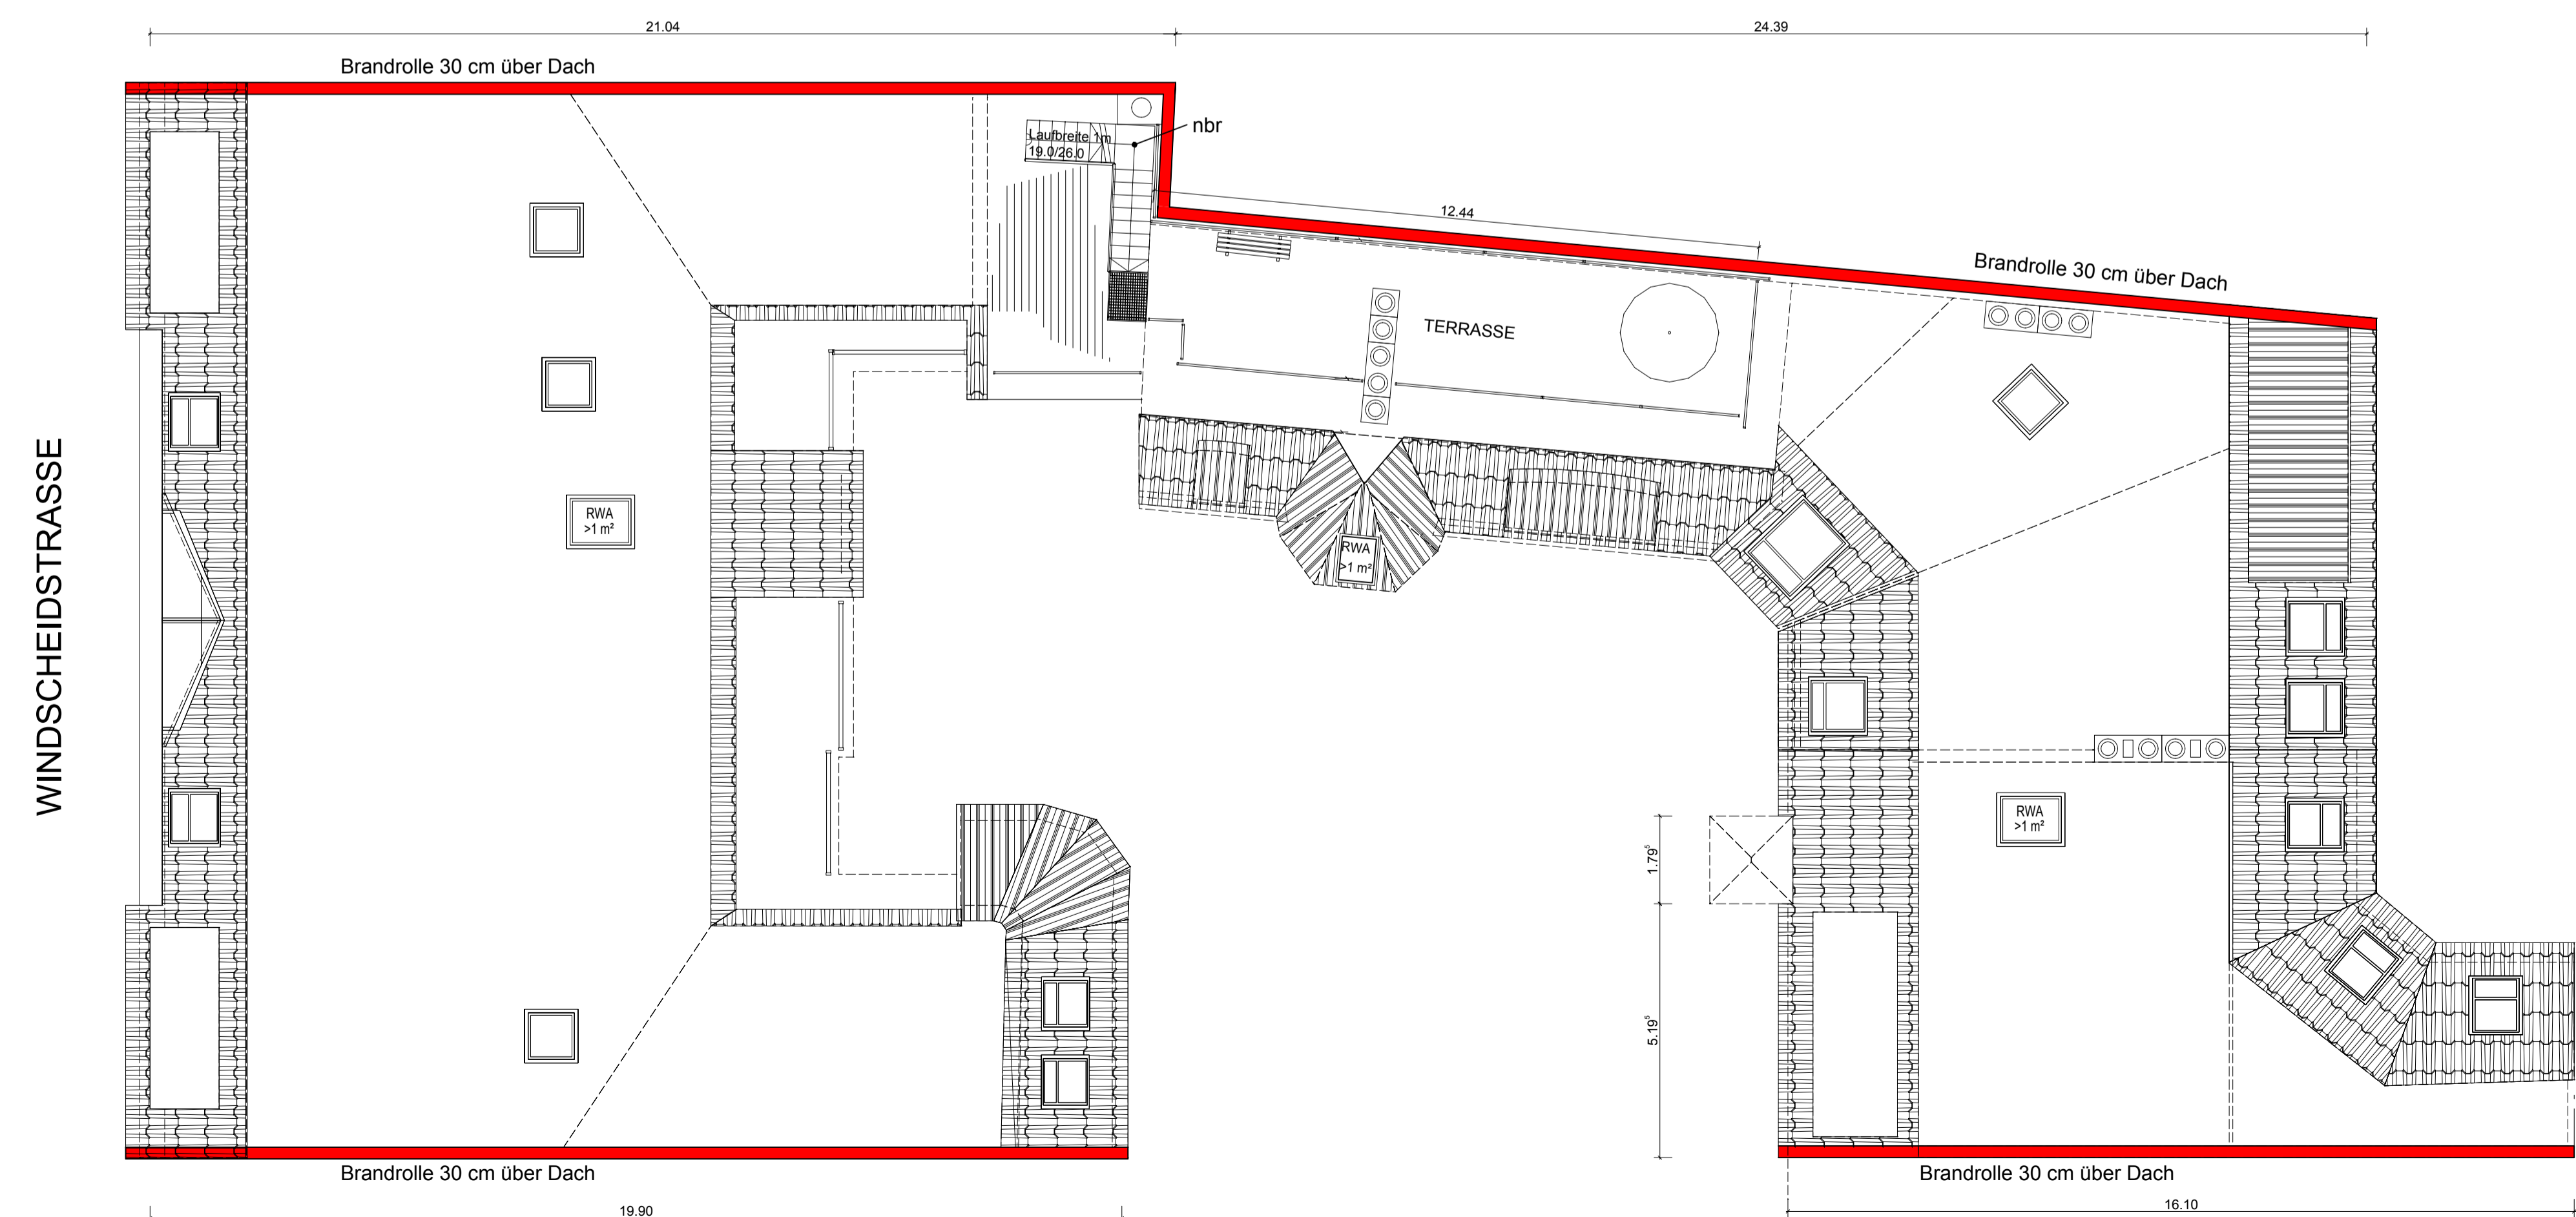 21.04
24.39
Brandrolle 30 cm über Dach
nbr
Laufbreite 1m
19.0/26.0
12.44
Brandrolle 30 cm über Dach
TERRASSE
WINDSCHEIDSTRASSE
RWA
>1 m²
RWA
>1 m²
RWA
>1 m²
1.79⁵
5.19⁵
Brandrolle 30 cm über Dach
Brandrolle 30 cm über Dach
19.90
16.10